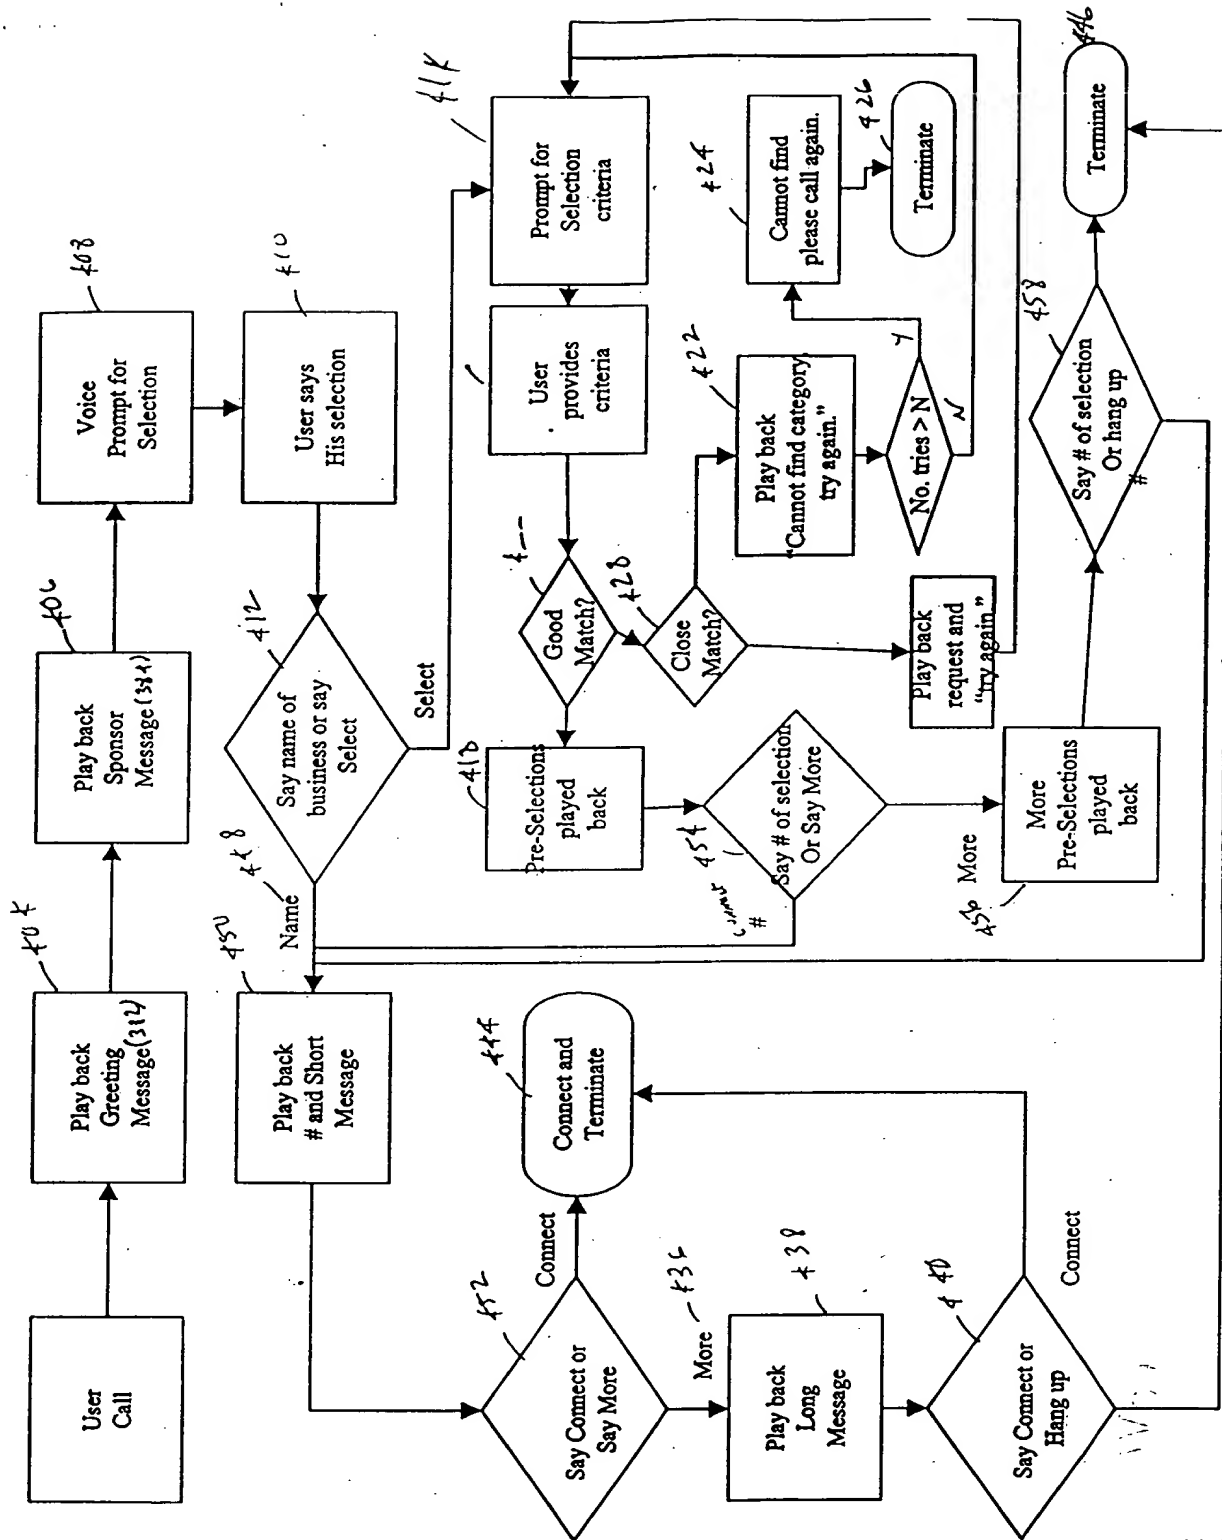 User
Call
Play back
Greeting
Message (312)
404
Play back
Sponsor
406
Voice
Prompt for
Selection
408
User says
His selection
410
Say name of
business or say
Select
412
Select
Name
448
Play back
# and Short
Message
450
Say Connect or
Say More
452
Connect
Connect and
Terminate
444
More
436
Play back
Long
Message
438
Say Connect or
Hang up
440
Connect
Prompt for
Selection
criteria
User
provides
criteria
Good
Match?
Close
Match?
428
Play back
"Cannot find category,
try again."
422
No. tries > N
Y
N
Cannot find
please call again.
424
Terminate
426
Play back
request and
"try again"
Pre-Selections
played
back
418
Say # of selection
Or Say More
454
#
More
More
Pre-Selections
played
back
456
Say # of selection
Or hang up
#
458
Terminate
446